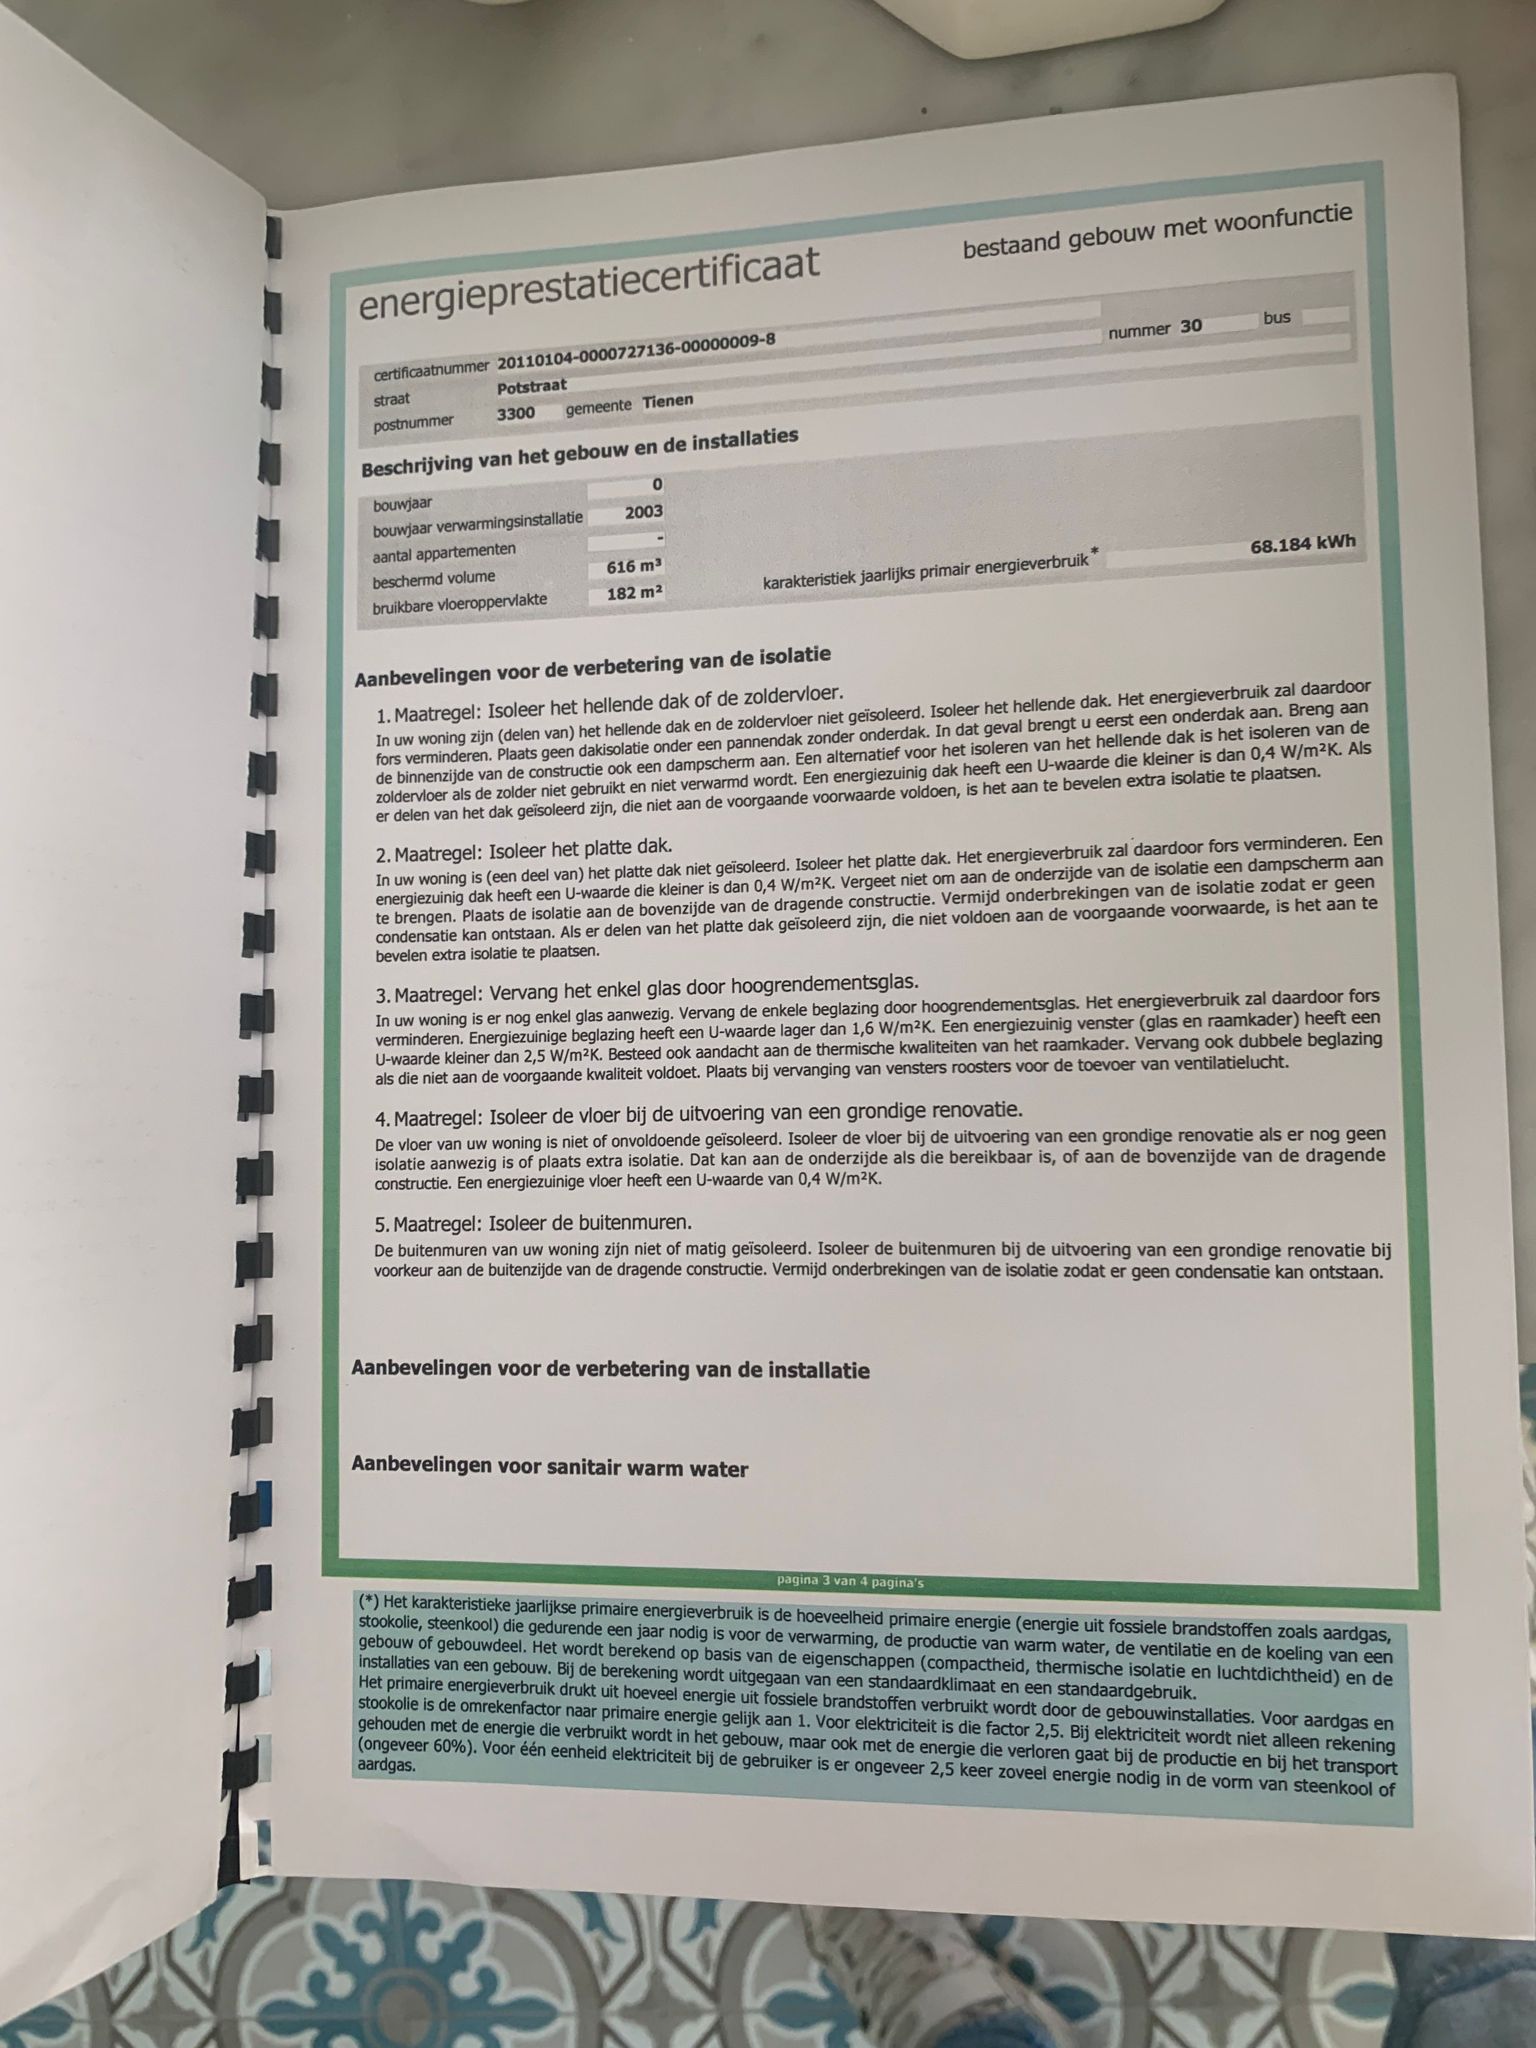 energieprestatiecertificaat
bestaand gebouw met woonfunctie
certificaatnummer 20110104-0000727136-00000009-8
straat Potstraat nummer 30 bus
postnummer 3300 gemeente Tienen
Beschrijving van het gebouw en de installaties
bouwjaar 0
bouwjaar verwarmingsinstallatie 2003
aantal appartementen -
beschermd volume 616 m³
bruikbare vloeroppervlakte 182 m²
karakteristiek jaarlijks primair energieverbruik* 68.184 kWh
Aanbevelingen voor de verbetering van de isolatie
1. Maatregel: Isoleer het hellende dak of de zoldervloer.
In uw woning zijn (delen van) het hellende dak en de zoldervloer niet geïsoleerd. Isoleer het hellende dak. Het energieverbruik zal daardoor
fors verminderen. Plaats geen dakisolatie onder een pannendak zonder onderdak. In dat geval brengt u eerst een onderdak aan. Breng aan
de binnenzijde van de constructie ook een dampscherm aan. Een alternatief voor het isoleren van het hellende dak is het isoleren van de
zoldervloer als de zolder niet gebruikt en niet verwarmd wordt. Een energiezuinig dak heeft een U-waarde die kleiner is dan 0,4 W/m²K. Als
er delen van het dak geïsoleerd zijn, die niet aan de voorgaande voorwaarde voldoen, is het aan te bevelen extra isolatie te plaatsen.
2. Maatregel: Isoleer het platte dak.
In uw woning is (een deel van) het platte dak niet geïsoleerd. Isoleer het platte dak. Het energieverbruik zal daardoor fors verminderen. Een
energiezuinig dak heeft een U-waarde die kleiner is dan 0,4 W/m²K. Vergeet niet om aan de onderzijde van de isolatie een dampscherm aan
te brengen. Plaats de isolatie aan de bovenzijde van de dragende constructie. Vermijd onderbrekingen van de isolatie zodat er geen
condensatie kan ontstaan. Als er delen van het platte dak geïsoleerd zijn, die niet voldoen aan de voorgaande voorwaarde, is het aan te
bevelen extra isolatie te plaatsen.
3. Maatregel: Vervang het enkel glas door hoogrendementsglas.
In uw woning is er nog enkel glas aanwezig. Vervang de enkele beglazing door hoogrendementsglas. Het energieverbruik zal daardoor fors
verminderen. Energiezuinige beglazing heeft een U-waarde lager dan 1,6 W/m²K. Een energiezuinig venster (glas en raamkader) heeft een
U-waarde kleiner dan 2,5 W/m²K. Besteed ook aandacht aan de thermische kwaliteiten van het raamkader. Vervang ook dubbele beglazing
als die niet aan de voorgaande kwaliteit voldoet. Plaats bij vervanging van vensters roosters voor de toevoer van ventilatielucht.
4. Maatregel: Isoleer de vloer bij de uitvoering van een grondige renovatie.
De vloer van uw woning is niet of onvoldoende geïsoleerd. Isoleer de vloer bij de uitvoering van een grondige renovatie als er nog geen
isolatie aanwezig is of plaats extra isolatie. Dat kan aan de onderzijde als die bereikbaar is, of aan de bovenzijde van de dragende
constructie. Een energiezuinige vloer heeft een U-waarde van 0,4 W/m²K.
5. Maatregel: Isoleer de buitenmuren.
De buitenmuren van uw woning zijn niet of matig geïsoleerd. Isoleer de buitenmuren bij de uitvoering van een grondige renovatie bij
voorkeur aan de buitenzijde van de dragende constructie. Vermijd onderbrekingen van de isolatie zodat er geen condensatie kan ontstaan.
Aanbevelingen voor de verbetering van de installatie
Aanbevelingen voor sanitair warm water
pagina 3 van 4 pagina's
(*) Het karakteristieke jaarlijkse primaire energieverbruik is de hoeveelheid primaire energie (energie uit fossiele brandstoffen zoals aardgas,
stookolie, steenkool) die gedurende een jaar nodig is voor de verwarming, de productie van warm water, de ventilatie en de koeling van een
gebouw of gebouwdeel. Het wordt berekend op basis van de eigenschappen (compactheid, thermische isolatie en luchtdichtheid) en de
installaties van een gebouw. Bij de berekening wordt uitgegaan van een standaardklimaat en een standaardgebruik.
Het primaire energieverbruik drukt uit hoeveel energie uit fossiele brandstoffen verbruikt wordt door de gebouwinstallaties. Voor aardgas en
stookolie is de omrekenfactor naar primaire energie gelijk aan 1. Voor elektriciteit is die factor 2,5. Bij elektriciteit wordt niet alleen rekening
gehouden met de energie die verbruikt wordt in het gebouw, maar ook met de energie die verloren gaat bij de productie en bij het transport
(ongeveer 60%). Voor één eenheid elektriciteit bij de gebruiker is er ongeveer 2,5 keer zoveel energie nodig in de vorm van steenkool of
aardgas.